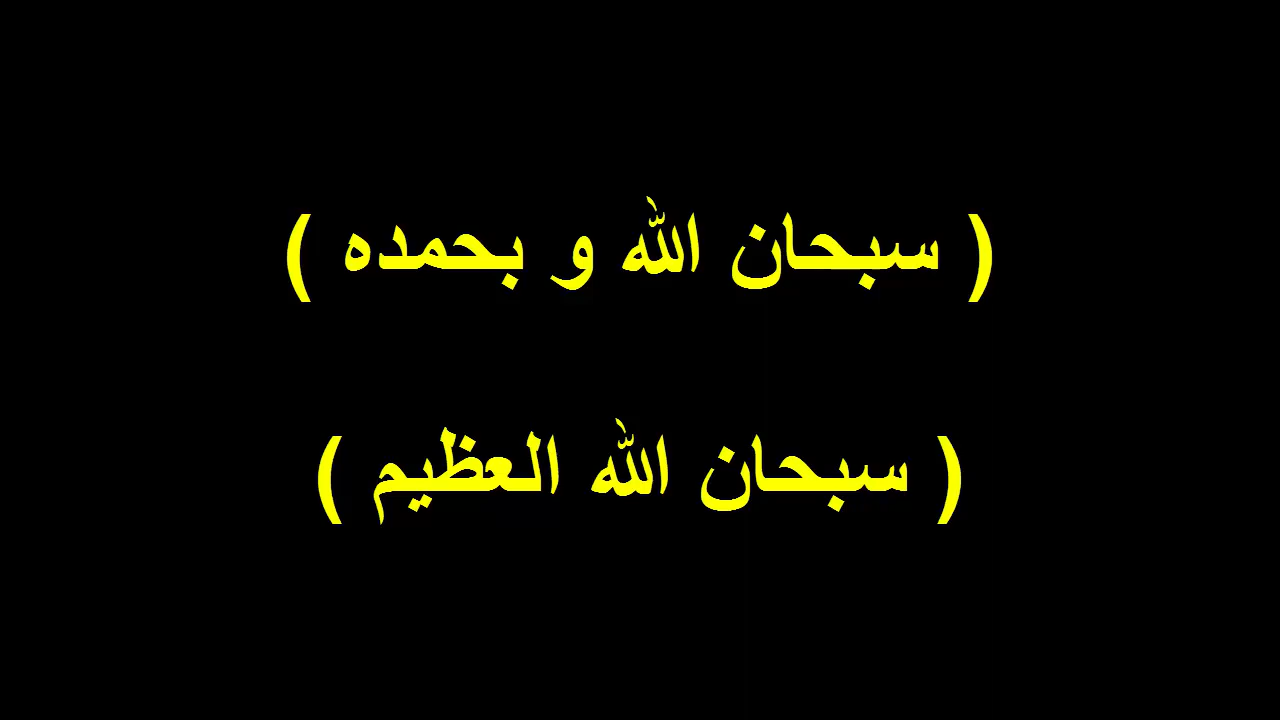 ( سبحان الله و بحمده )
( سبحان الله العظيم )